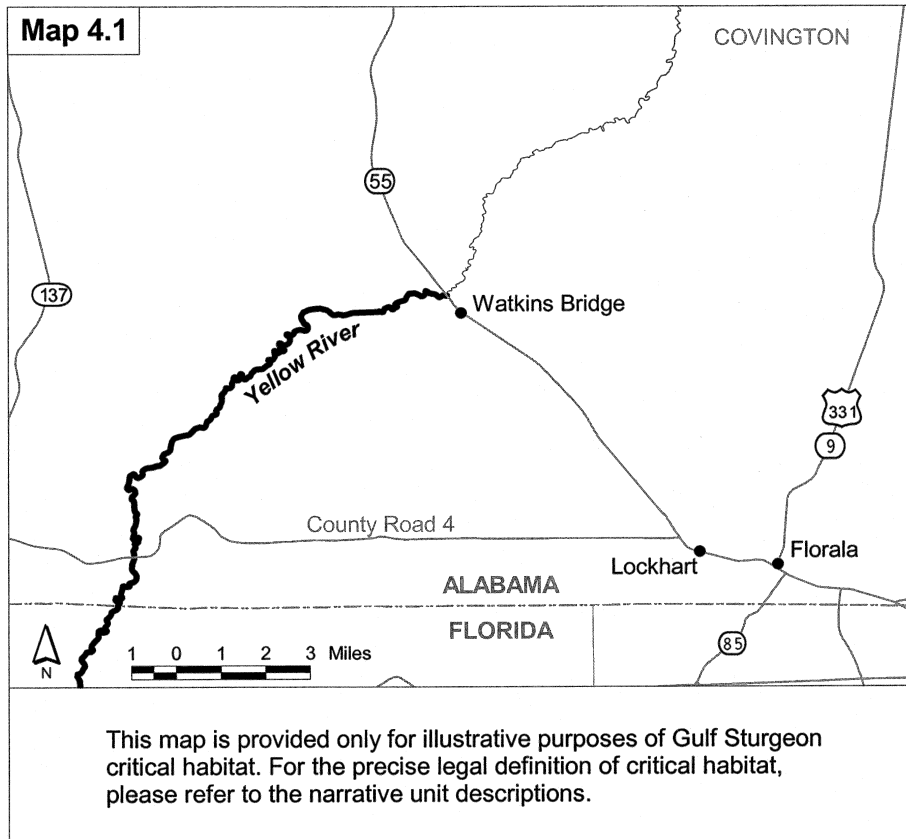 Map 4.1
COVINGTON
55
137
Watkins Bridge
Yellow River
331
9
County Road 4
Lockhart
Florala
ALABAMA
FLORIDA
85
N
1 0 1 2 3 Miles
This map is provided only for illustrative purposes of Gulf Sturgeon
critical habitat. For the precise legal definition of critical habitat,
please refer to the narrative unit descriptions.